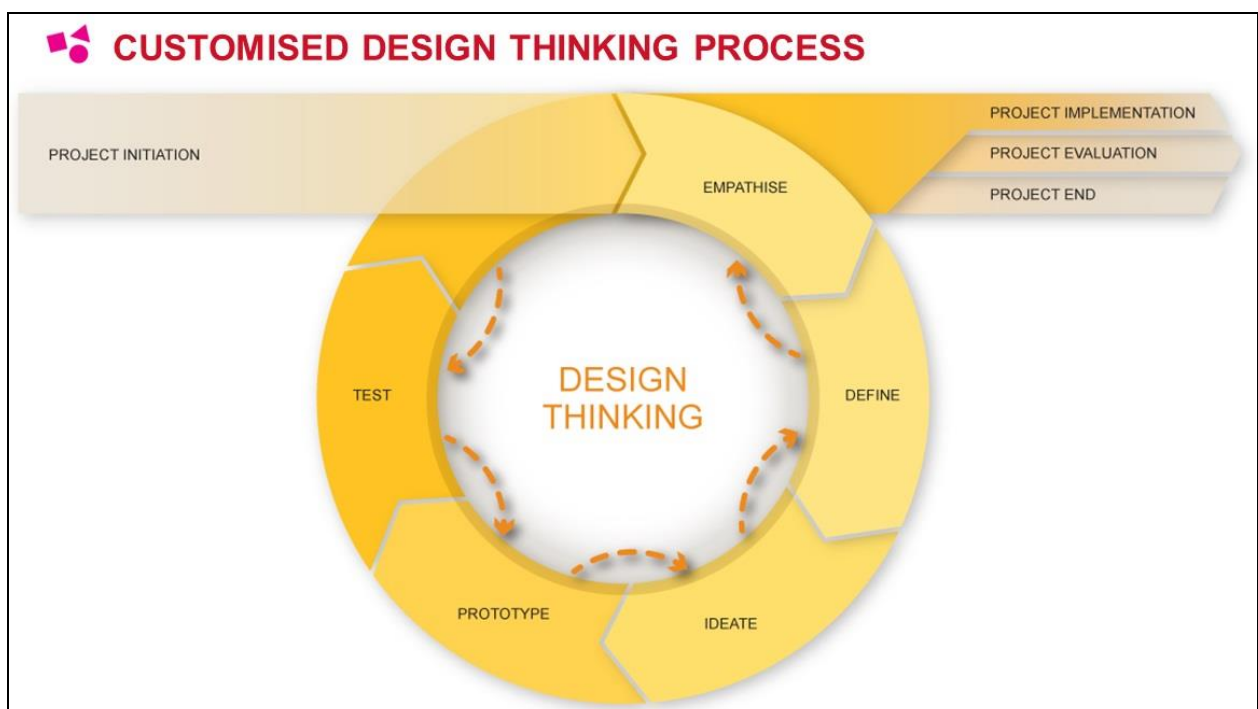 CUSTOMISED DESIGN THINKING PROCESS
PROJECT INITIATION
EMPATHISE
PROJECT IMPLEMENTATION
PROJECT EVALUATION
PROJECT END
TEST
DESIGN
THINKING
DEFINE
PROTOTYPE
IDEATE